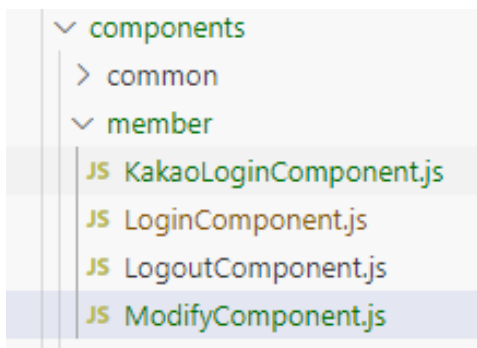 components
common
member
JS KakaoLoginComponent.js
JS LoginComponent.js
JS LogoutComponent.js
JS ModifyComponent.js